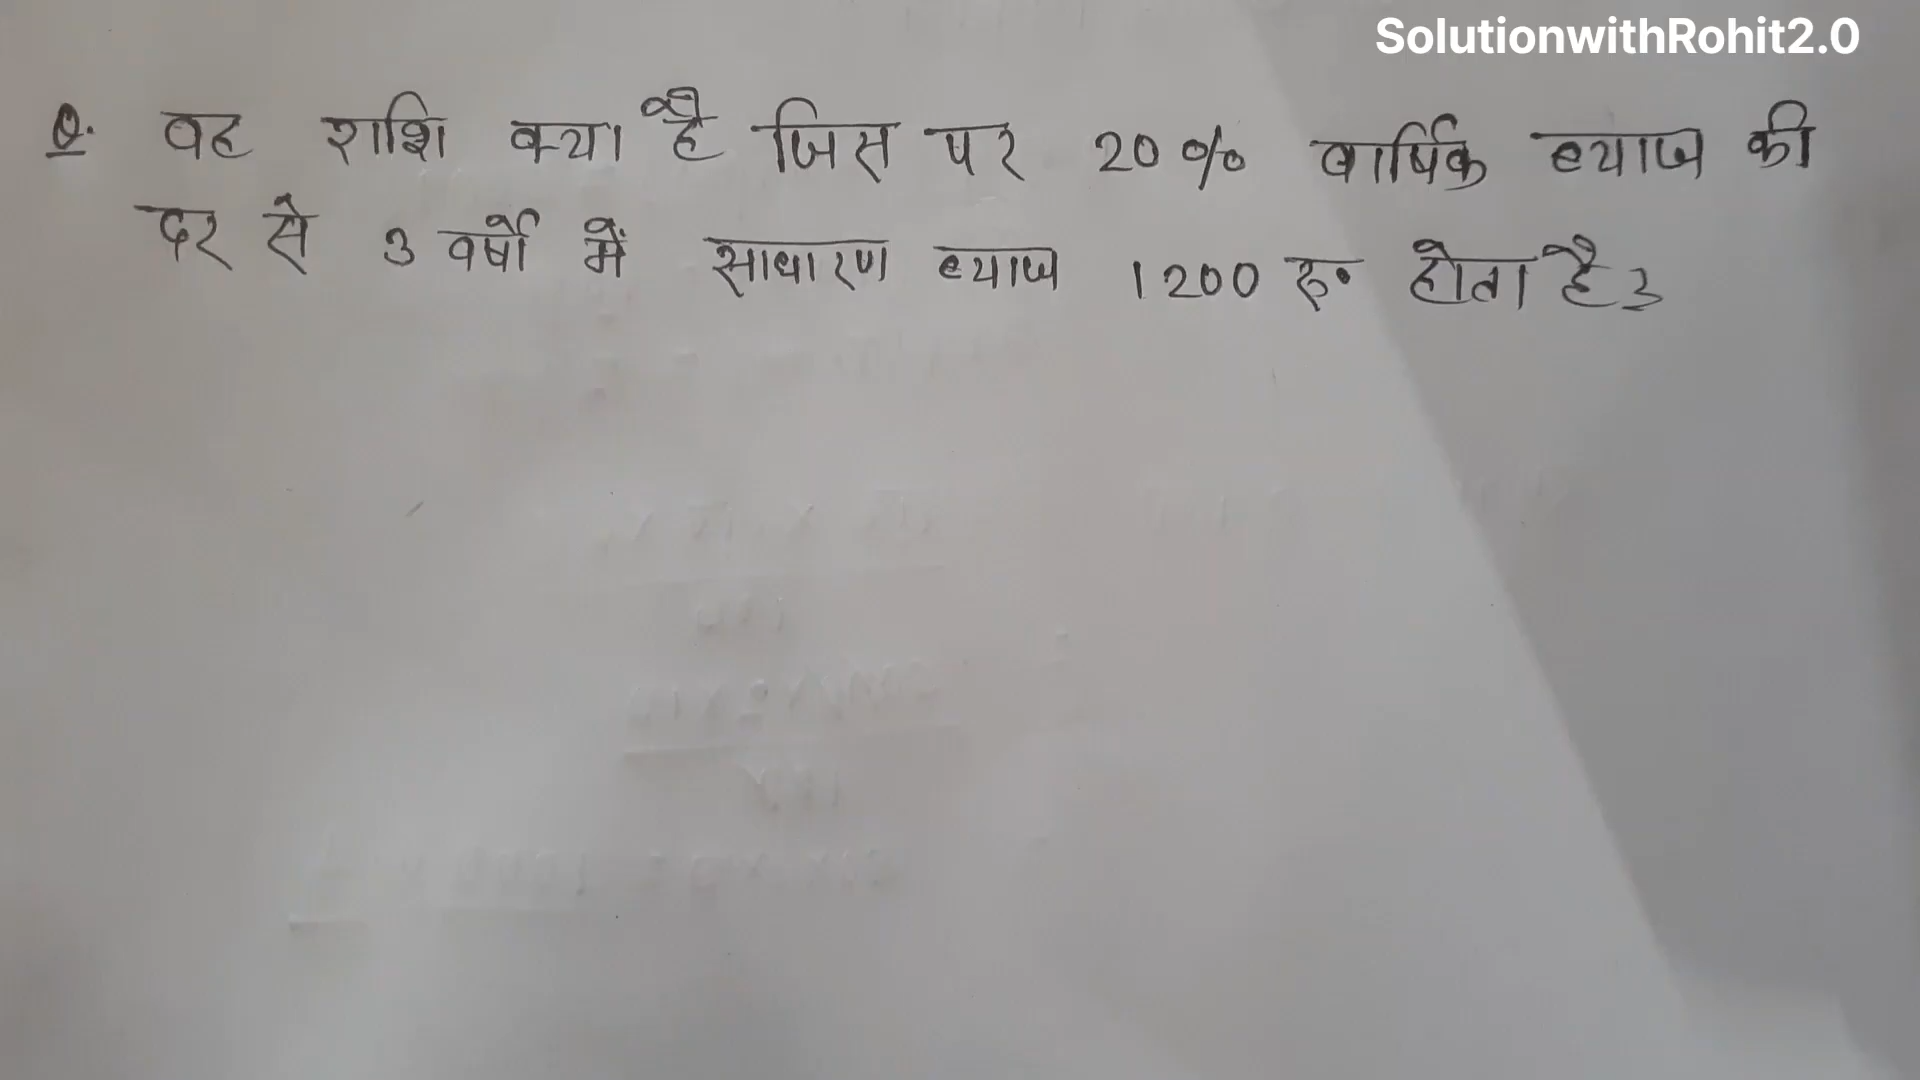 SolutionwithRohit2.0
Q. वह राशि क्या है जिस पर 20% वार्षिक ब्याज की
दर से 3 वर्षो में साधारण ब्याज 1200 रू॰ होता है?